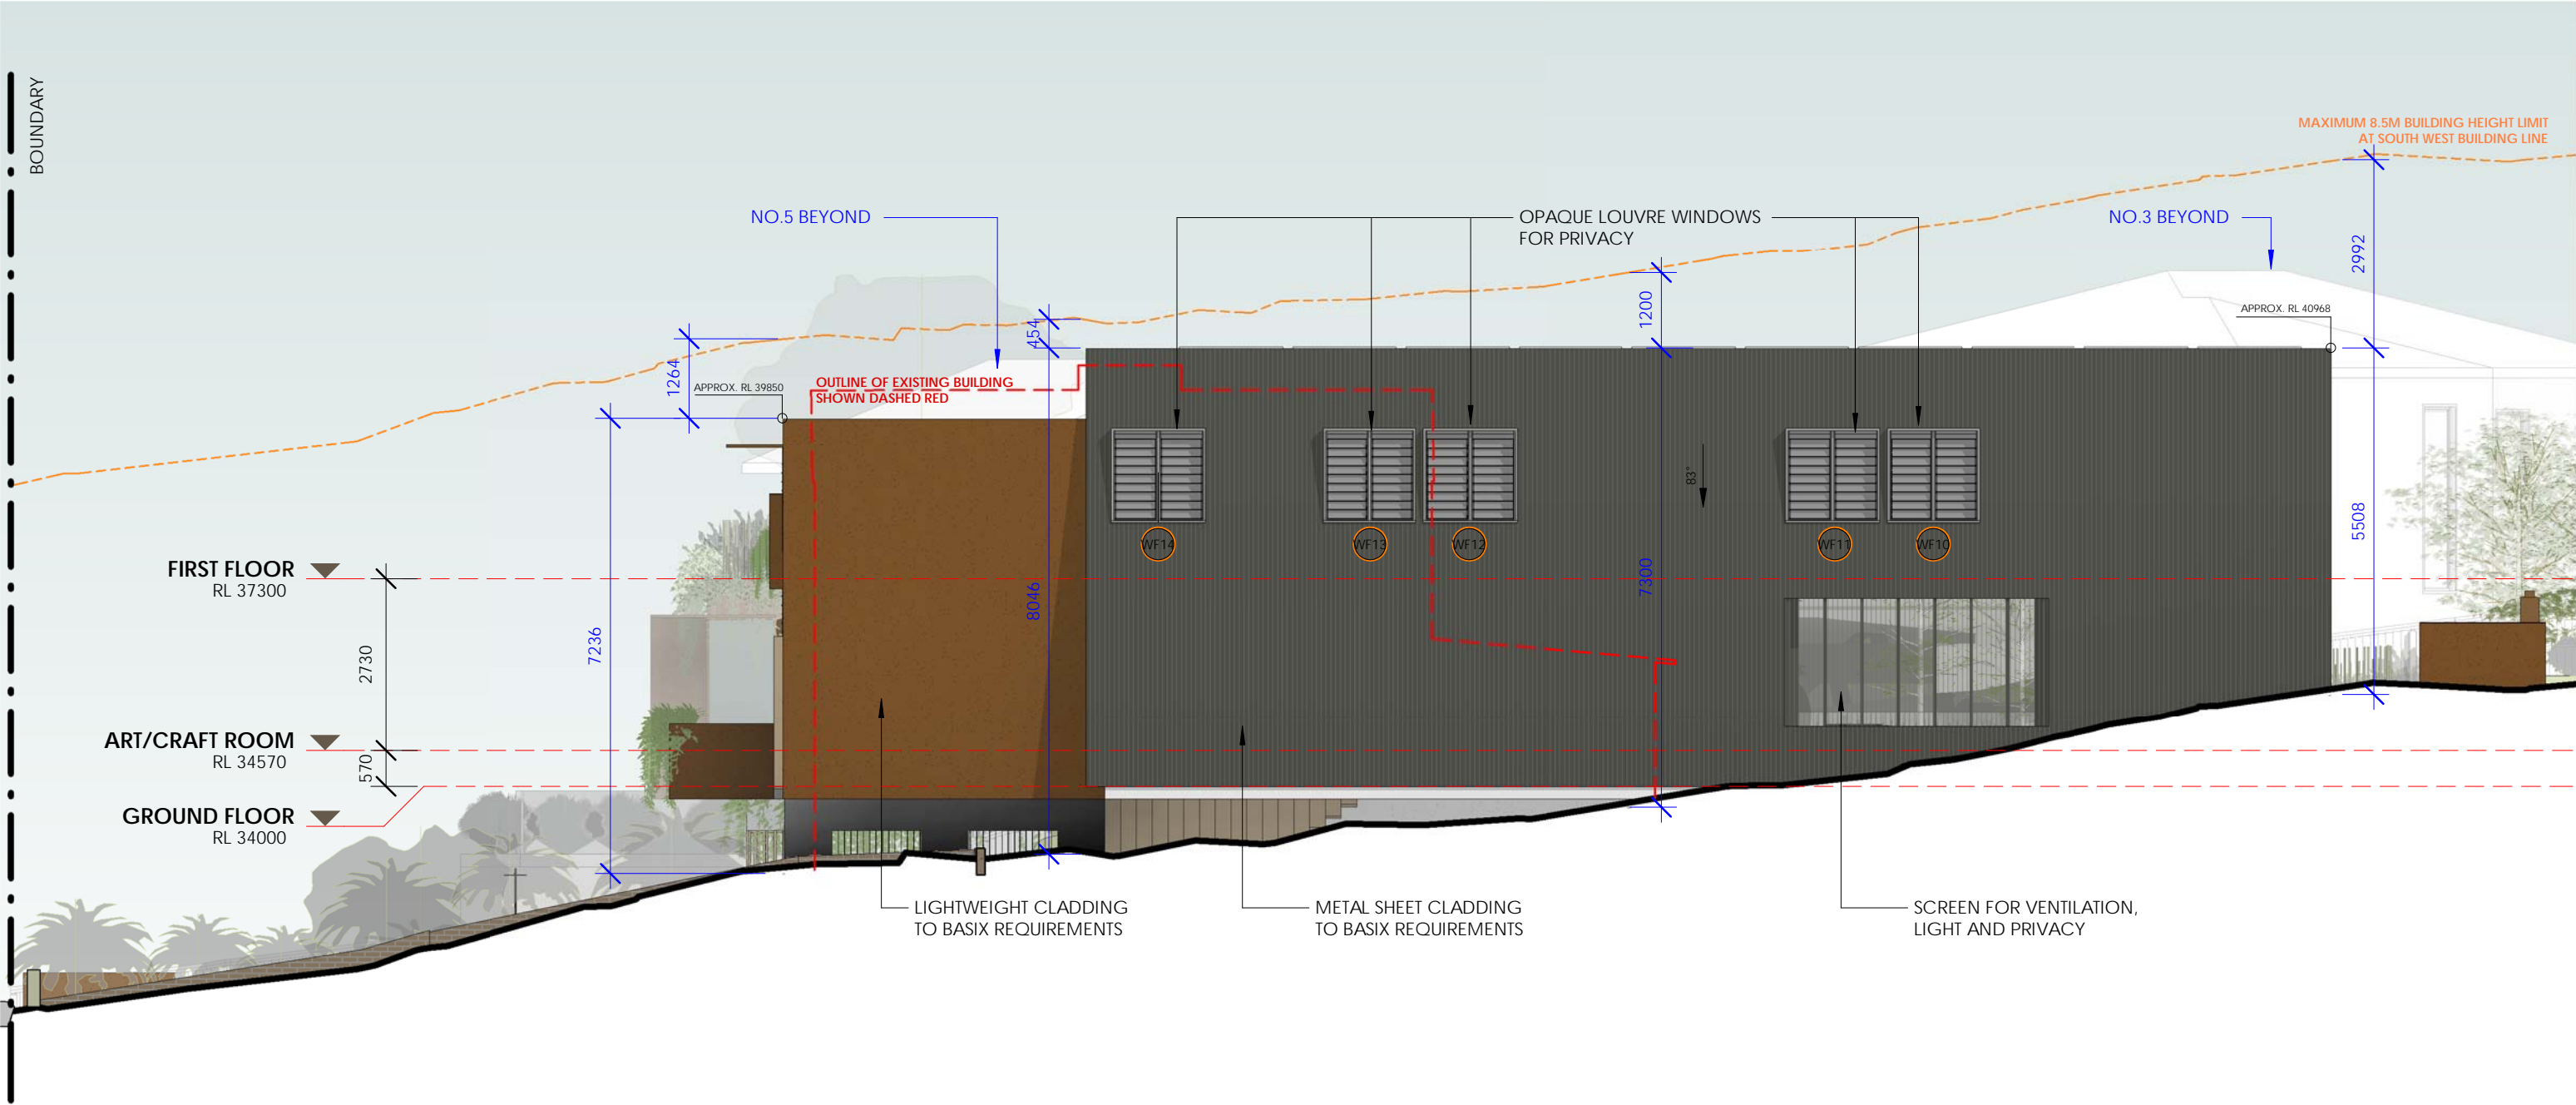 BOUNDARY
MAXIMUM 8.5M BUILDING HEIGHT LIMIT
AT SOUTH WEST BUILDING LINE
NO.5 BEYOND
OPAQUE LOUVRE WINDOWS
FOR PRIVACY
NO.3 BEYOND
2992
1200
454
1264
APPROX. RL 40968
APPROX. RL 39850
OUTLINE OF EXISTING BUILDING
SHOWN DASHED RED
83°
5508
WF14
WF13
WF12
WF11
WF10
FIRST FLOOR
RL 37300
7300
8046
7236
2730
ART/CRAFT ROOM
RL 34570
570
GROUND FLOOR
RL 34000
LIGHTWEIGHT CLADDING
TO BASIX REQUIREMENTS
METAL SHEET CLADDING
TO BASIX REQUIREMENTS
SCREEN FOR VENTILATION,
LIGHT AND PRIVACY